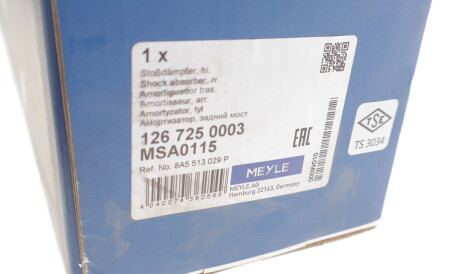 1 x
Stoßdämpfer, hi.
Shock absorber, rr.
Amortiguador tras.
Amortisseur, arr.
Amortyzator, tył
Амортизатор, задний мост
126 725 0003
MSA0115
Ref. No. 8A5 513 029 P
MEYLE
MEYLE AG
Hamburg 22143, Germany
EAC
TSE
TS 3034